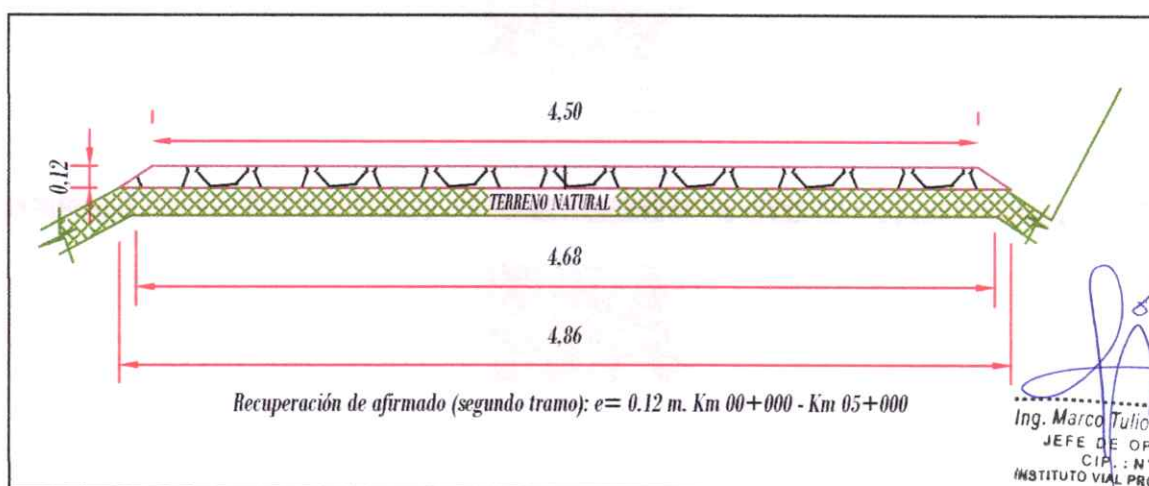 4,50
0.12
TERRENO NATURAL
4,68
4,86
Recuperación de afirmado (segundo tramo): e= 0.12 m. Km 00+000 - Km 05+000
Ing. Marco Tulio
JEFE DE OP
CIP. : N°
INSTITUTO VIAL PRO